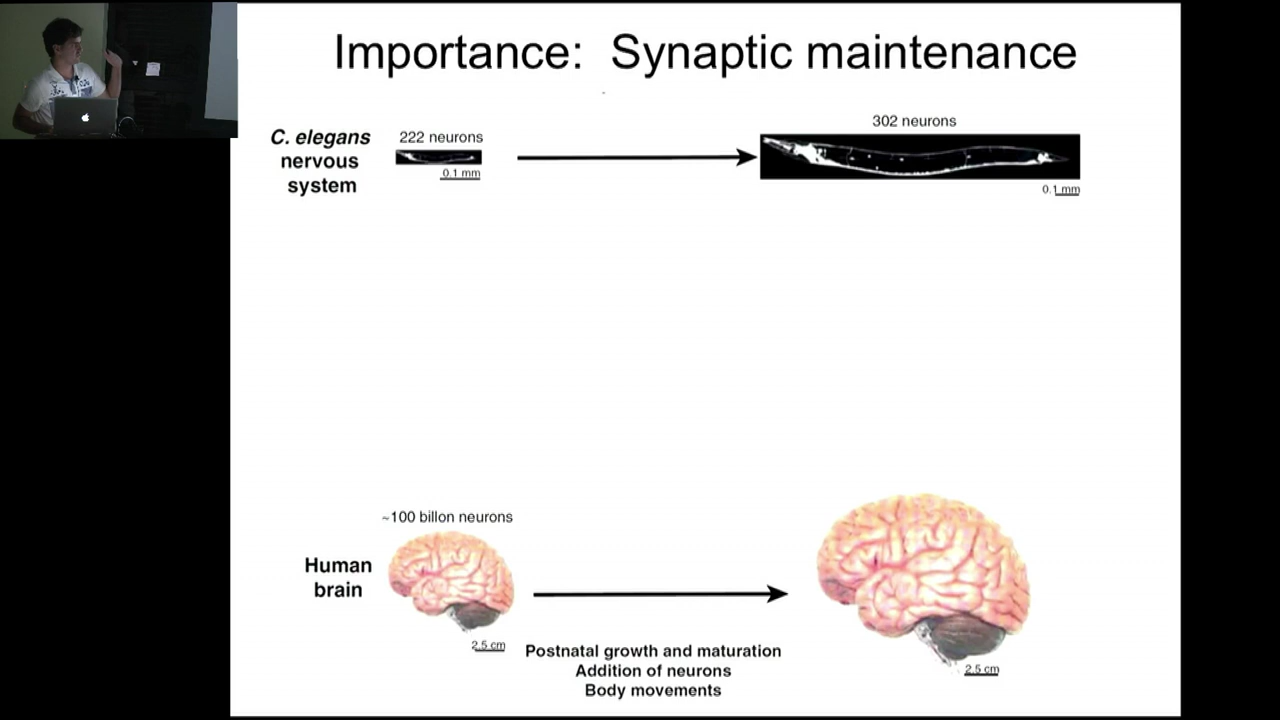 Importance: Synaptic maintenance
C. elegans
nervous
system
222 neurons
0.1 mm
302 neurons
0.1 mm
~100 billon neurons
Human
brain
2.5 cm
Postnatal growth and maturation
Addition of neurons
Body movements
2.5 cm